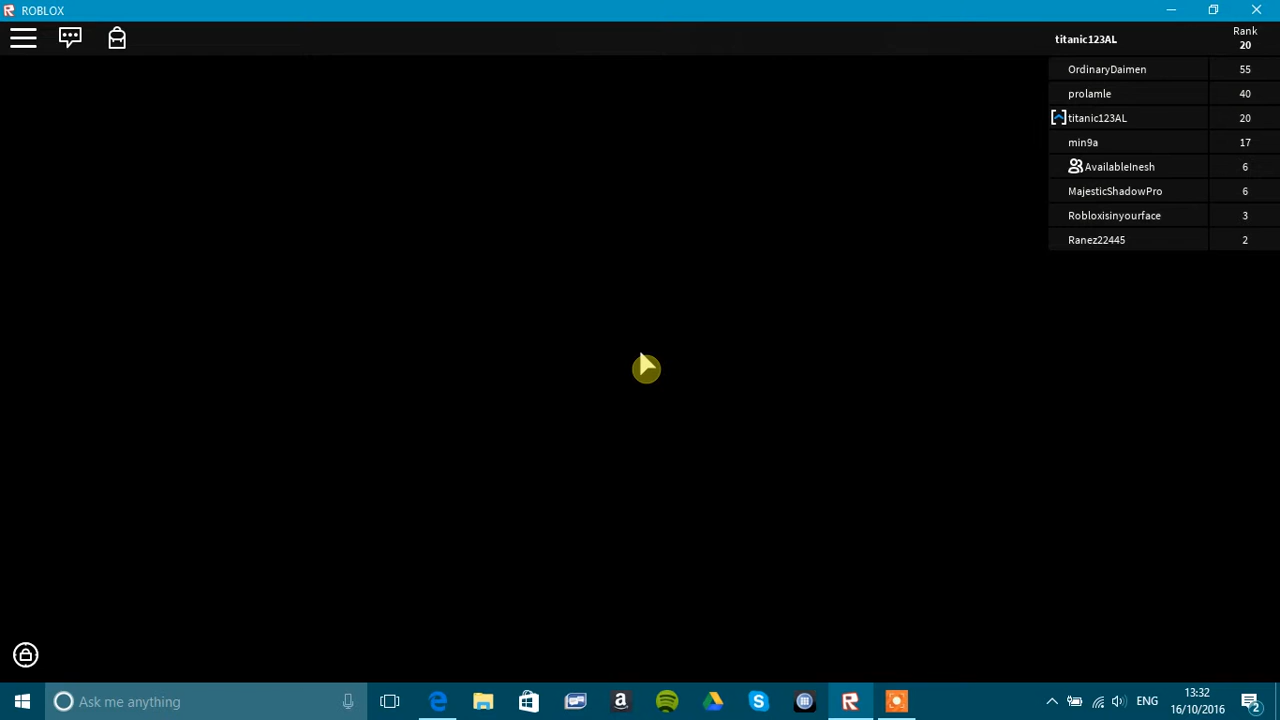 ROBLOX
titanic123AL
Rank
20
OrdinaryDaimen 55
prolamle 40
titanic123AL 20
min9a 17
AvailableInesh 6
MajesticShadowPro 6
Robloxisinyourface 3
Ranez22445 2
Ask me anything
ENG
13:32
16/10/2016
2